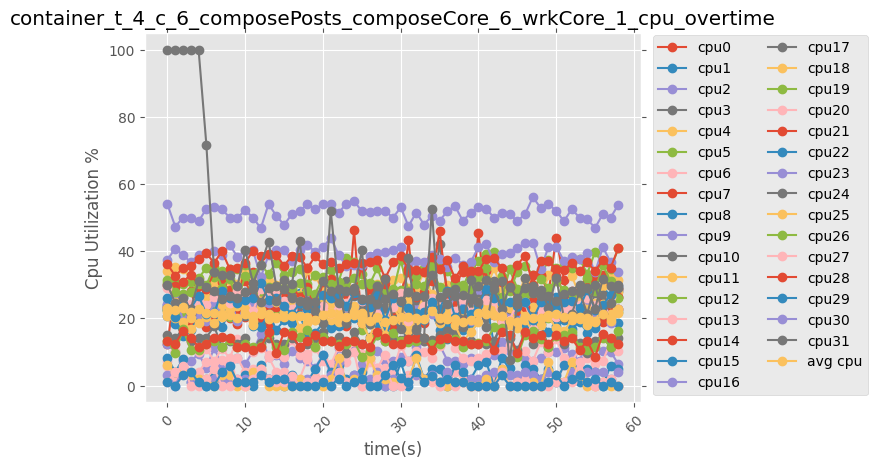 container_t_4_c_6_composePosts_composeCore_6_wrkCore_1_cpu_overtime
100
80
60
40
20
0
Cpu Utilization %
0
10
20
30
40
50
60
time(s)
cpu0
cpu1
cpu2
cpu3
cpu4
cpu5
cpu6
cpu7
cpu8
cpu9
cpu10
cpu11
cpu12
cpu13
cpu14
cpu15
cpu16
cpu17
cpu18
cpu19
cpu20
cpu21
cpu22
cpu23
cpu24
cpu25
cpu26
cpu27
cpu28
cpu29
cpu30
cpu31
avg cpu